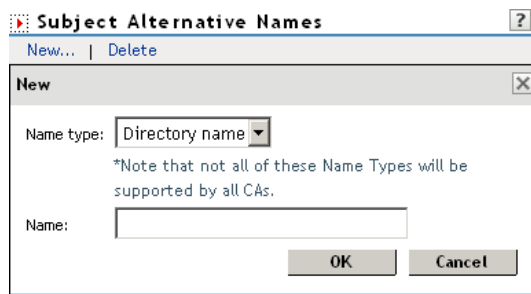 Subject Alternative Names ?
New... | Delete
New
Name type: Directory name
*Note that not all of these Name Types will be
supported by all CAs.
Name:
OK Cancel